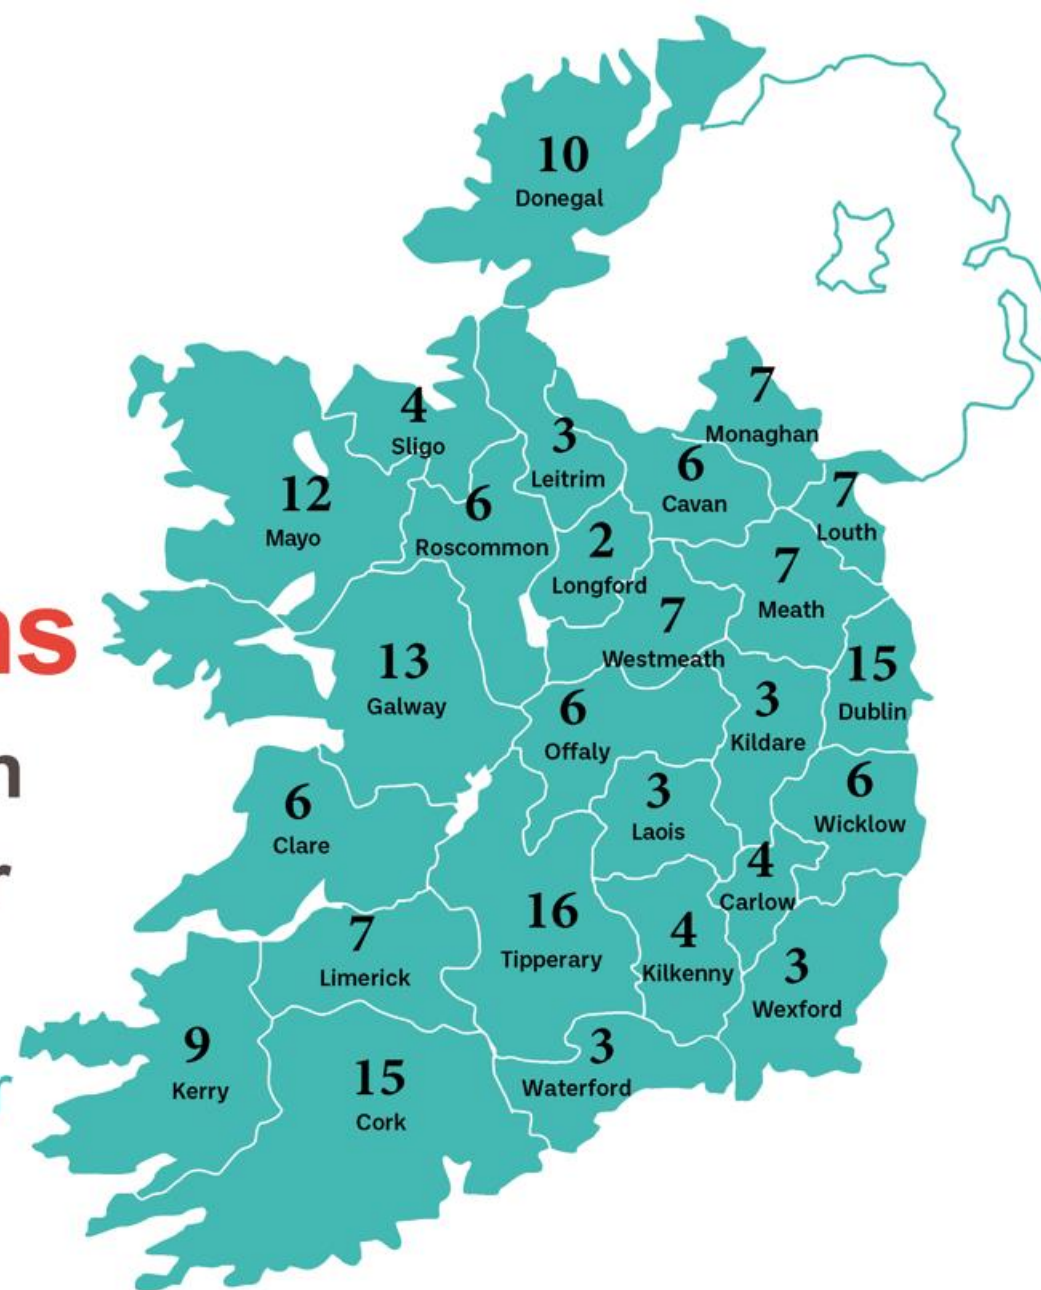 10
Donegal
7
Monaghan
4
Sligo
3
Leitrim
6
Cavan
12
Mayo
6
Roscommon
7
Louth
2
Longford
7
Meath
7
Westmeath
ns
13
Galway
15
Dublin
6
Offaly
3
Kildare
n
6
Clare
3
Laois
6
Wicklow
r
4
Carlow
16
Tipperary
7
Limerick
4
Kilkenny
3
Wexford
9
Kerry
15
Cork
3
Waterford
r